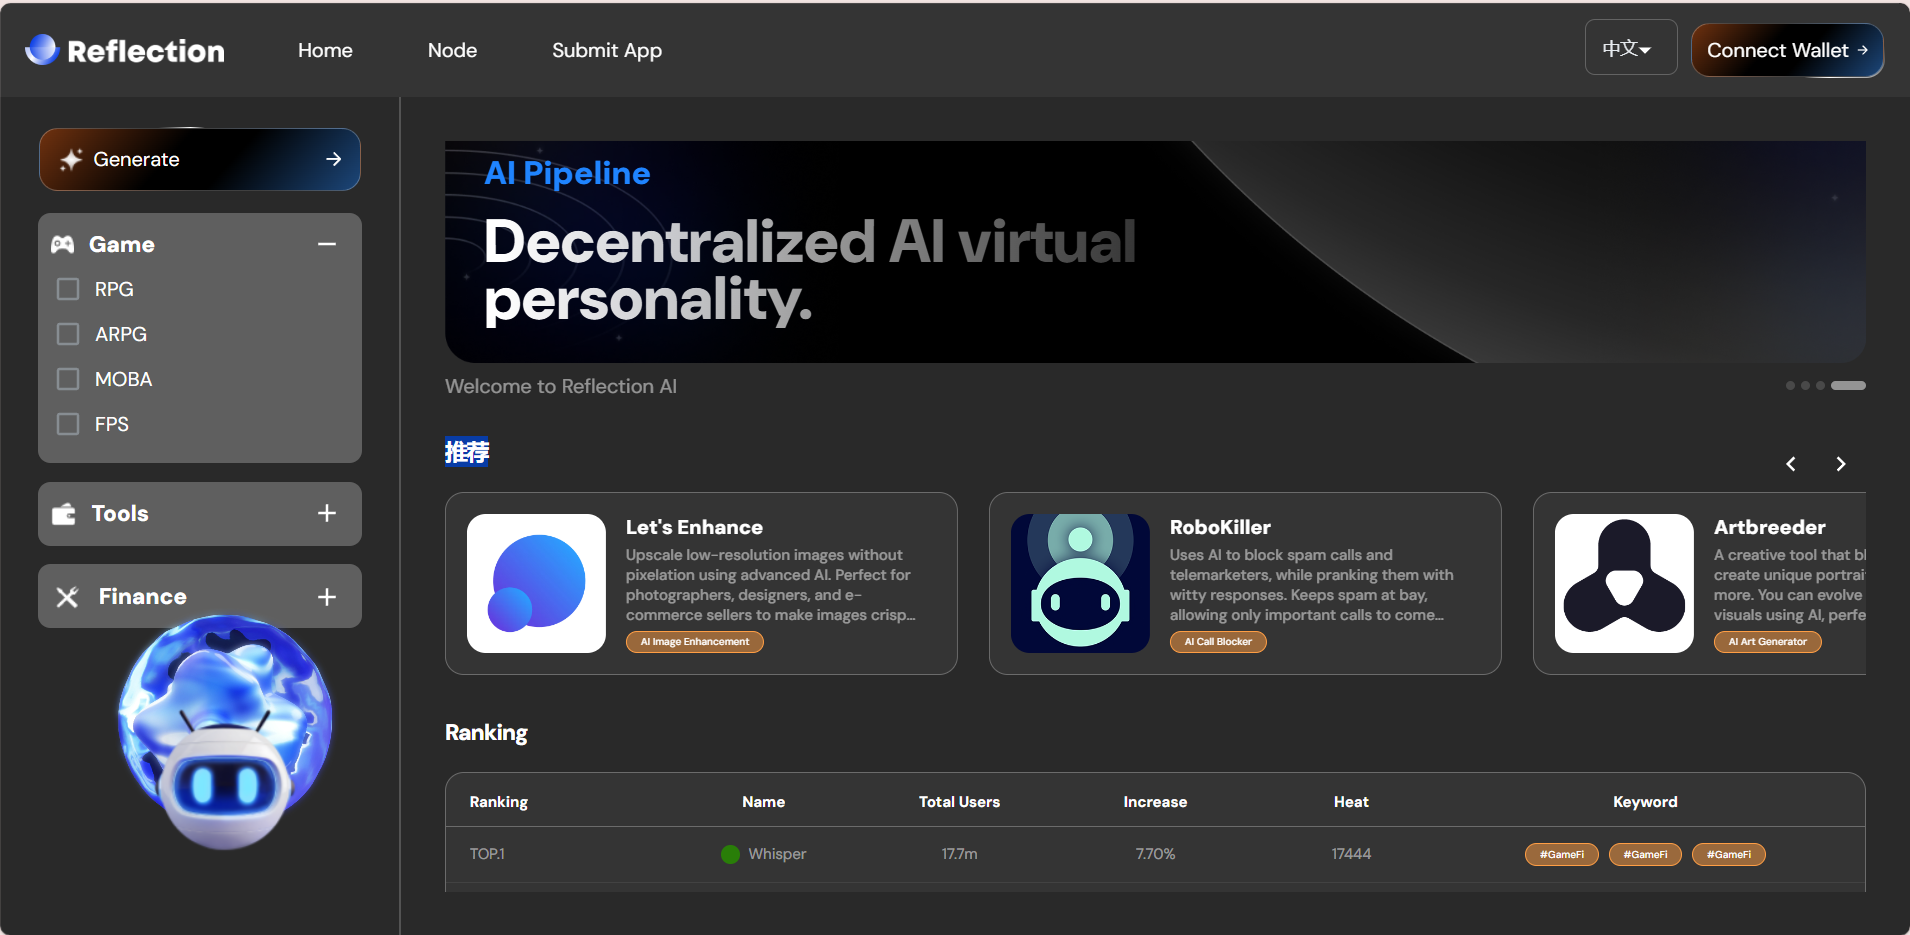 Reflection
Home
Node
Submit App
中文
Connect Wallet →
Generate →
Game
RPG
ARPG
MOBA
FPS
Tools
Finance
AI Pipeline
Decentralized AI virtual
personality.
Welcome to Reflection AI
推荐
Let's Enhance
Upscale low-resolution images without
pixelation using advanced AI. Perfect for
photographers, designers, and e-
commerce sellers to make images crisp...
AI Image Enhancement
RoboKiller
Uses AI to block spam calls and
telemarketers, while pranking them with
witty responses. Keeps spam at bay,
allowing only important calls to come...
AI Call Blocker
Artbreeder
A creative tool that
create unique
more. You can evolve
visuals using AI,
AI Art Generator
Ranking
Ranking Name Total Users Increase Heat Keyword
TOP.1 Whisper 17.7m 7.70% 17444 #GameFi #GameFi #GameFi